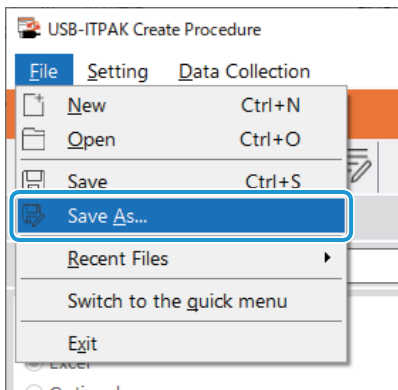 USB-ITPAK Create Procedure
File Setting Data Collection
New Ctrl+N
Open Ctrl+O
Save Ctrl+S
Save As...
Recent Files
Switch to the quick menu
Exit
Excel